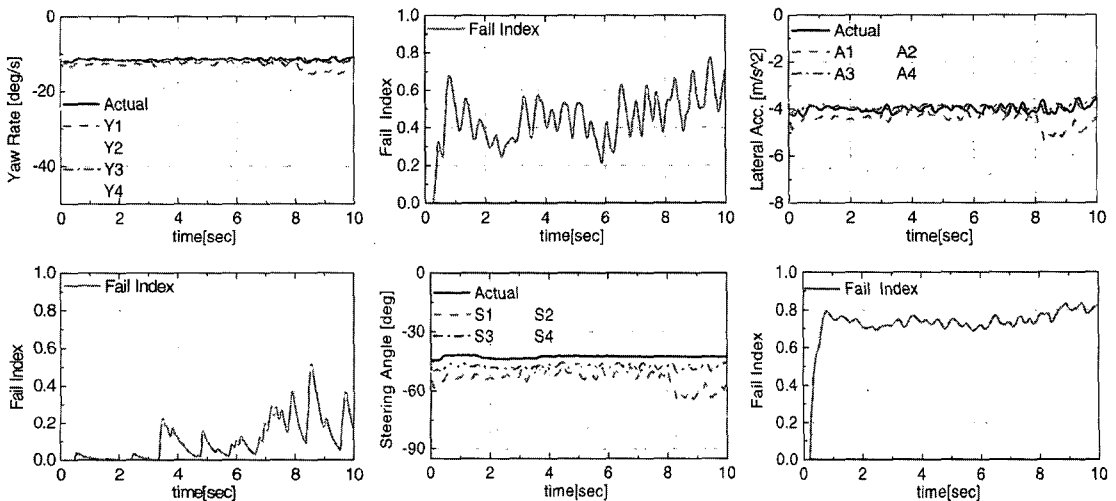 0
-20
-40
Yaw Rate [deg/s]
Actual
Y1
Y2
Y3
Y4
0 2 4 6 8 10
time[sec]
1.0
0.8
0.6
0.4
0.2
0.0
Fail Index
Fail Index
0 2 4 6 8 10
time[sec]
0
-2
-4
-6
-8
Lateral Acc. [m/s^2]
Actual
A1 A2
A3 A4
0 2 4 6 8 10
time[sec]
1.0
0.8
0.6
0.4
0.2
0.0
Fail Index
Fail Index
0 2 4 6 8 10
time[sec]
0
-30
-60
-90
Steering Angle [deg]
Actual
S1 S2
S3 S4
0 2 4 6 8 10
time[sec]
1.0
0.8
0.6
0.4
0.2
0.0
Fail Index
Fail Index
0 2 4 6 8 10
time[sec]